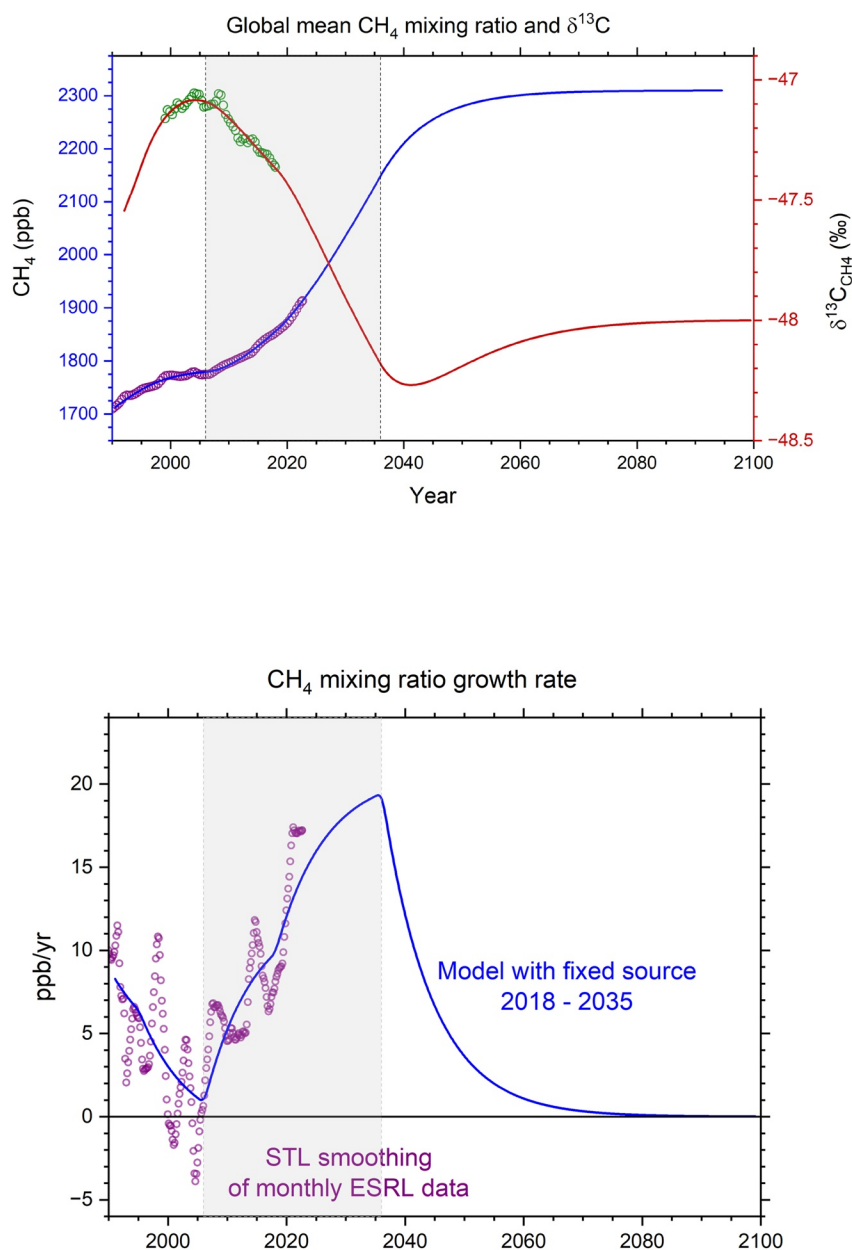 Global mean CH₄ mixing ratio and δ¹³C
2300
2200
2100
2000
1900
1800
1700
CH₄ (ppb)
−47
−47.5
−48
−48.5
δ¹³C_CH4 (‰)
2000 2020 2040 2060 2080 2100
Year
CH₄ mixing ratio growth rate
20
15
10
5
0
−5
ppb/yr
Model with fixed source
2018 - 2035
STL smoothing
of monthly ESRL data
2000 2020 2040 2060 2080 2100